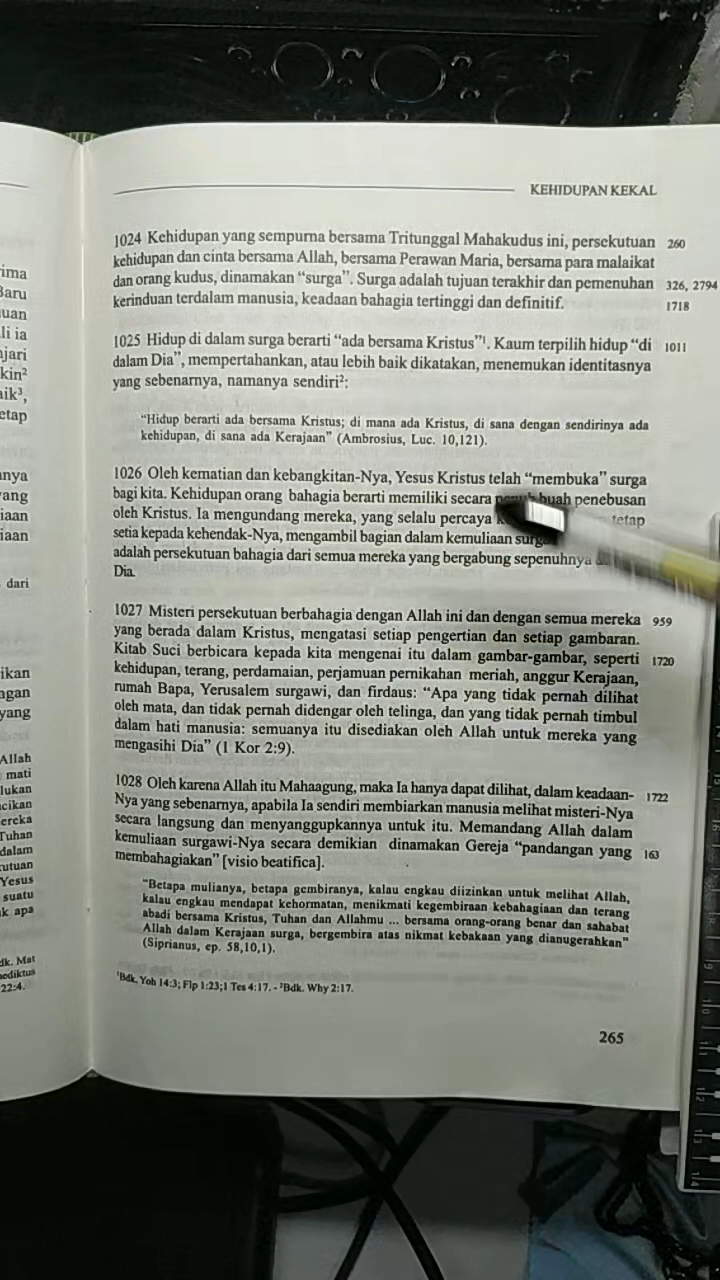 KEHIDUPAN KEKAL
1024 Kehidupan yang sempurna bersama Tritunggal Mahakudus ini, persekutuan 260
kehidupan dan cinta bersama Allah, bersama Perawan Maria, bersama para malaikat
dan orang kudus, dinamakan “surga”. Surga adalah tujuan terakhir dan pemenuhan 326, 2794
kerinduan terdalam manusia, keadaan bahagia tertinggi dan definitif. 1718
1025 Hidup di dalam surga berarti “ada bersama Kristus”¹. Kaum terpilih hidup “di 1011
dalam Dia”, mempertahankan, atau lebih baik dikatakan, menemukan identitasnya
yang sebenarnya, namanya sendiri²:
“Hidup berarti ada bersama Kristus; di mana ada Kristus, di sana dengan sendirinya ada
kehidupan, di sana ada Kerajaan” (Ambrosius, Luc. 10,121).
1026 Oleh kematian dan kebangkitan-Nya, Yesus Kristus telah “membuka” surga
bagi kita. Kehidupan orang bahagia berarti memiliki secara penuh buah penebusan
oleh Kristus. Ia mengundang mereka, yang selalu percaya tetap
setia kepada kehendak-Nya, mengambil bagian dalam kemuliaan
adalah persekutuan bahagia dari semua mereka yang bergabung sepenuhnya
Dia.
1027 Misteri persekutuan berbahagia dengan Allah ini dan dengan semua mereka 959
yang berada dalam Kristus, mengatasi setiap pengertian dan setiap gambaran.
Kitab Suci berbicara kepada kita mengenai itu dalam gambar-gambar, seperti 1720
kehidupan, terang, perdamaian, perjamuan pernikahan meriah, anggur Kerajaan,
rumah Bapa, Yerusalem surgawi, dan firdaus: “Apa yang tidak pernah dilihat
oleh mata, dan tidak pernah didengar oleh telinga, dan yang tidak pernah timbul
dalam hati manusia: semuanya itu disediakan oleh Allah untuk mereka yang
mengasihi Dia” (1 Kor 2:9).
1028 Oleh karena Allah itu Mahaagung, maka Ia hanya dapat dilihat, dalam keadaan- 1722
Nya yang sebenarnya, apabila Ia sendiri membiarkan manusia melihat misteri-Nya
secara langsung dan menyanggupkannya untuk itu. Memandang Allah dalam
kemuliaan surgawi-Nya secara demikian dinamakan Gereja “pandangan yang 163
membahagiakan” [visio beatifica].
“Betapa mulianya, betapa gembiranya, kalau engkau diizinkan untuk melihat Allah,
kalau engkau mendapat kehormatan, menikmati kegembiraan kebahagiaan dan terang
abadi bersama Kristus, Tuhan dan Allahmu ... bersama orang-orang benar dan sahabat
Allah dalam Kerajaan surga, bergembira atas nikmat kebakaan yang dianugerahkan”
(Siprianus, ep. 58,10,1).
¹Bdk. Yoh 14:3; Flp 1:23;1 Tes 4:17. - ²Bdk. Why 2:17.
265